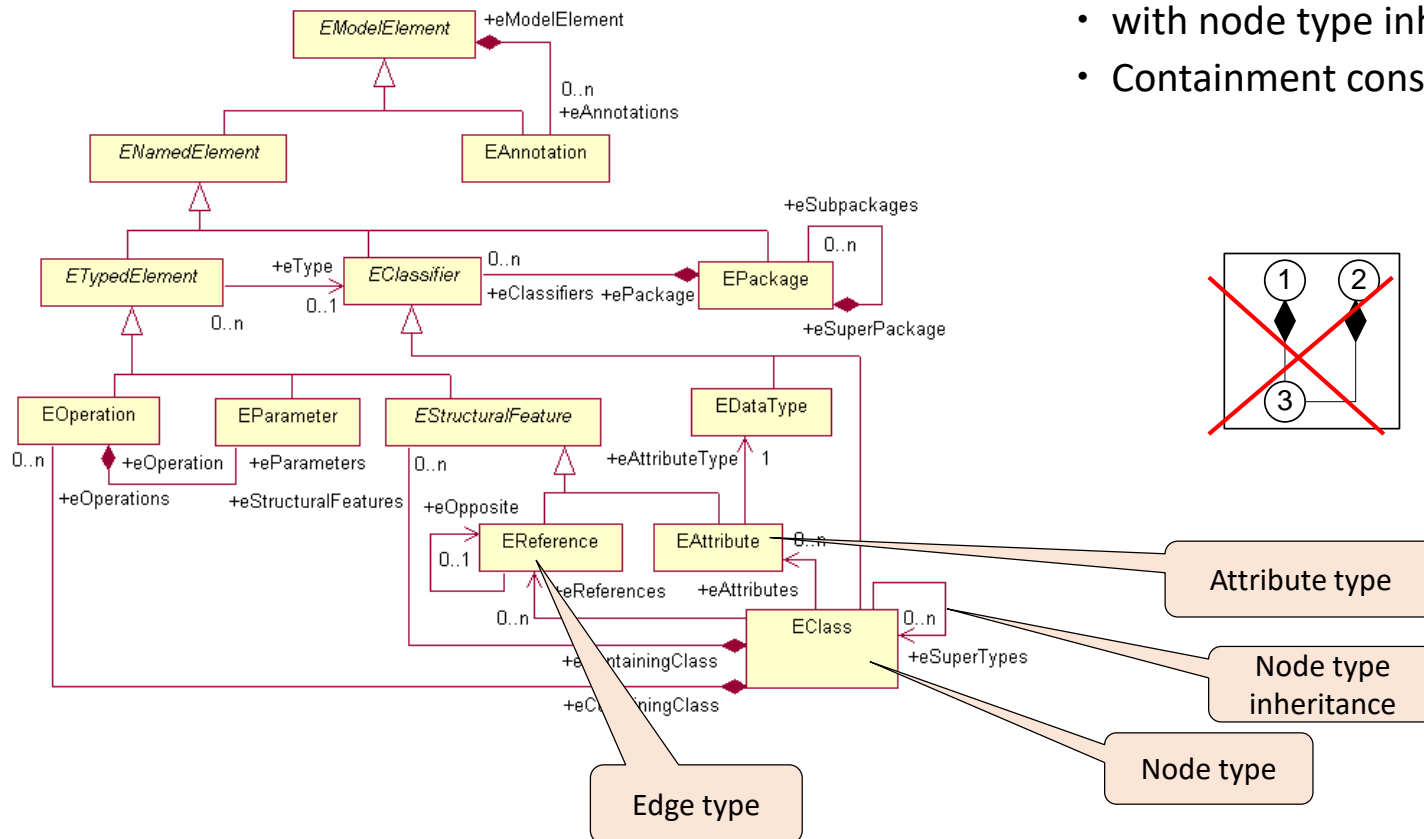 with node type
Containment
+eModelElement
EModelElement
0..n
+eAnnotations
ENamedElement
EAnnotation
+eSubpackages
0..n
+eType
0..n
ETypedElement
EClassifier
EPackage
+eClassifiers
+ePackage
0..1
0..n
+eSuperPackage
EOperation
EParameter
EStructuralFeature
EDataType
0..n
+eOperation
+eParameters
0..n
+eAttributeType
1
+eOperations
+eStructuralFeatures
+eOpposite
EReference
EAttribute
0..n
0..1
+eReferences
+eAttributes
0..n
EClass
0..n
+eSuperTypes
1 2
3
Attribute type
Node type
inheritance
Node type
Edge type